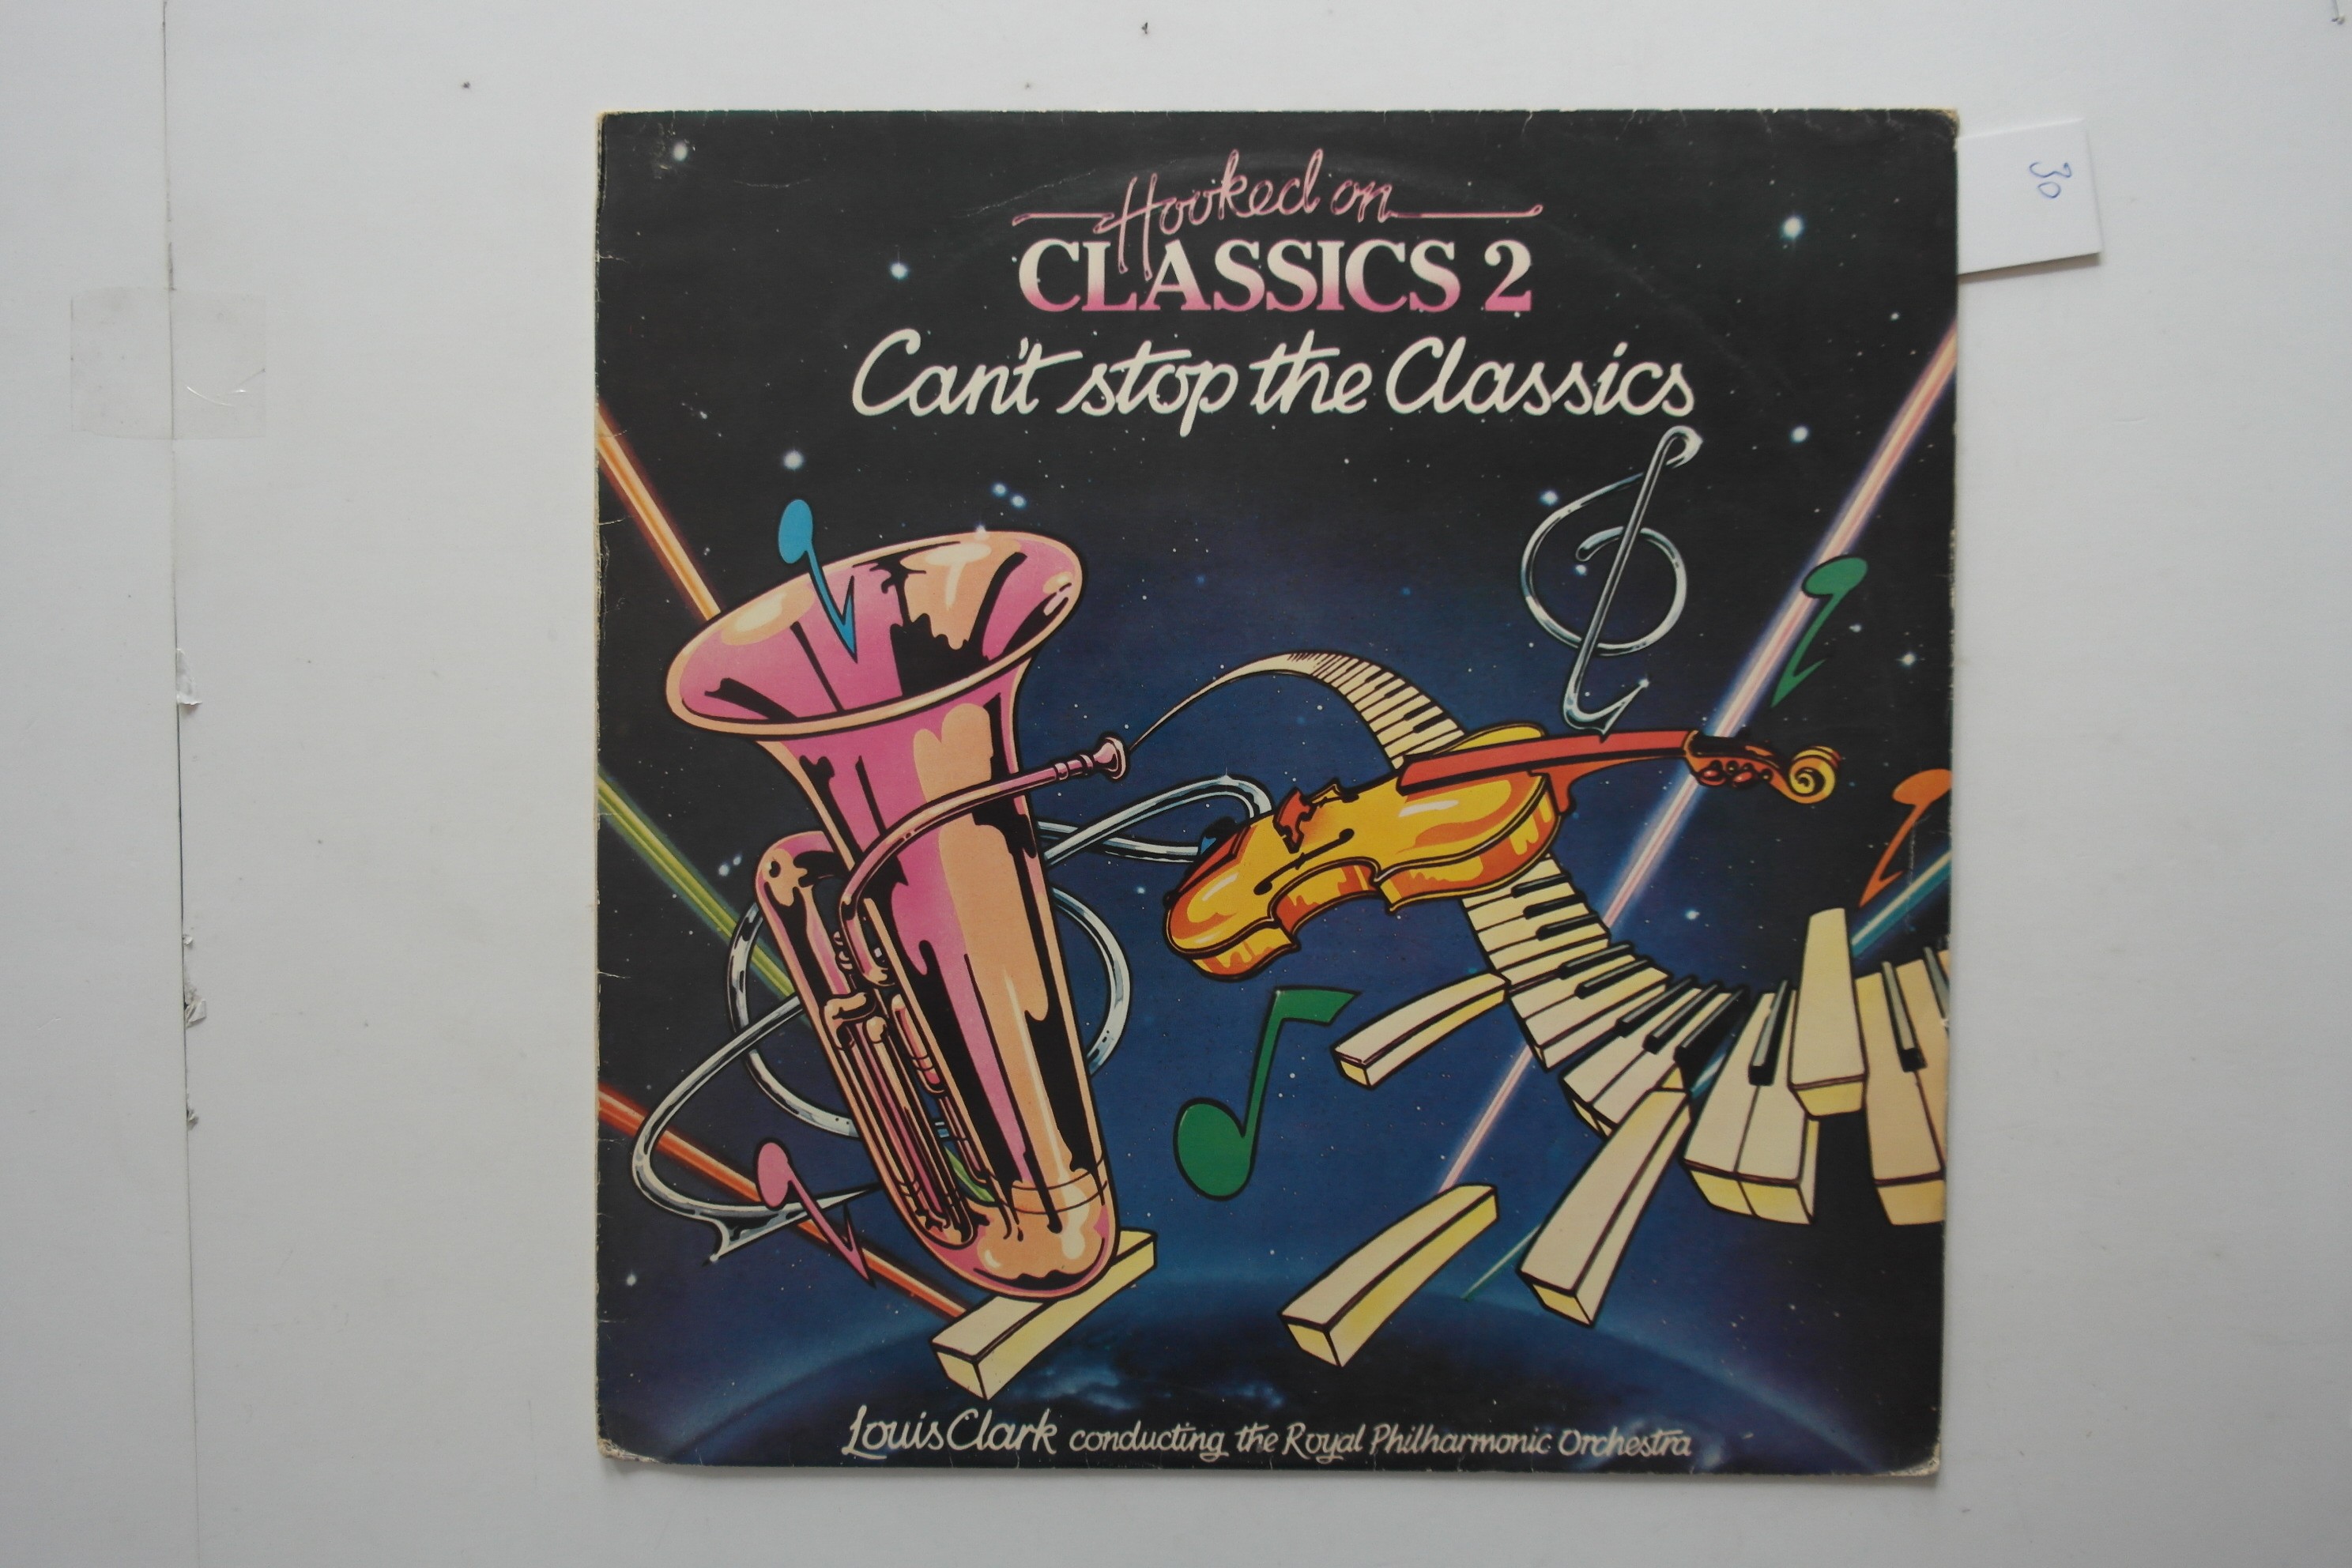 Hooked on
CLASSICS 2
Can't stop the Classics
30
Louis Clark conducting the Royal Philharmonic Orchestra